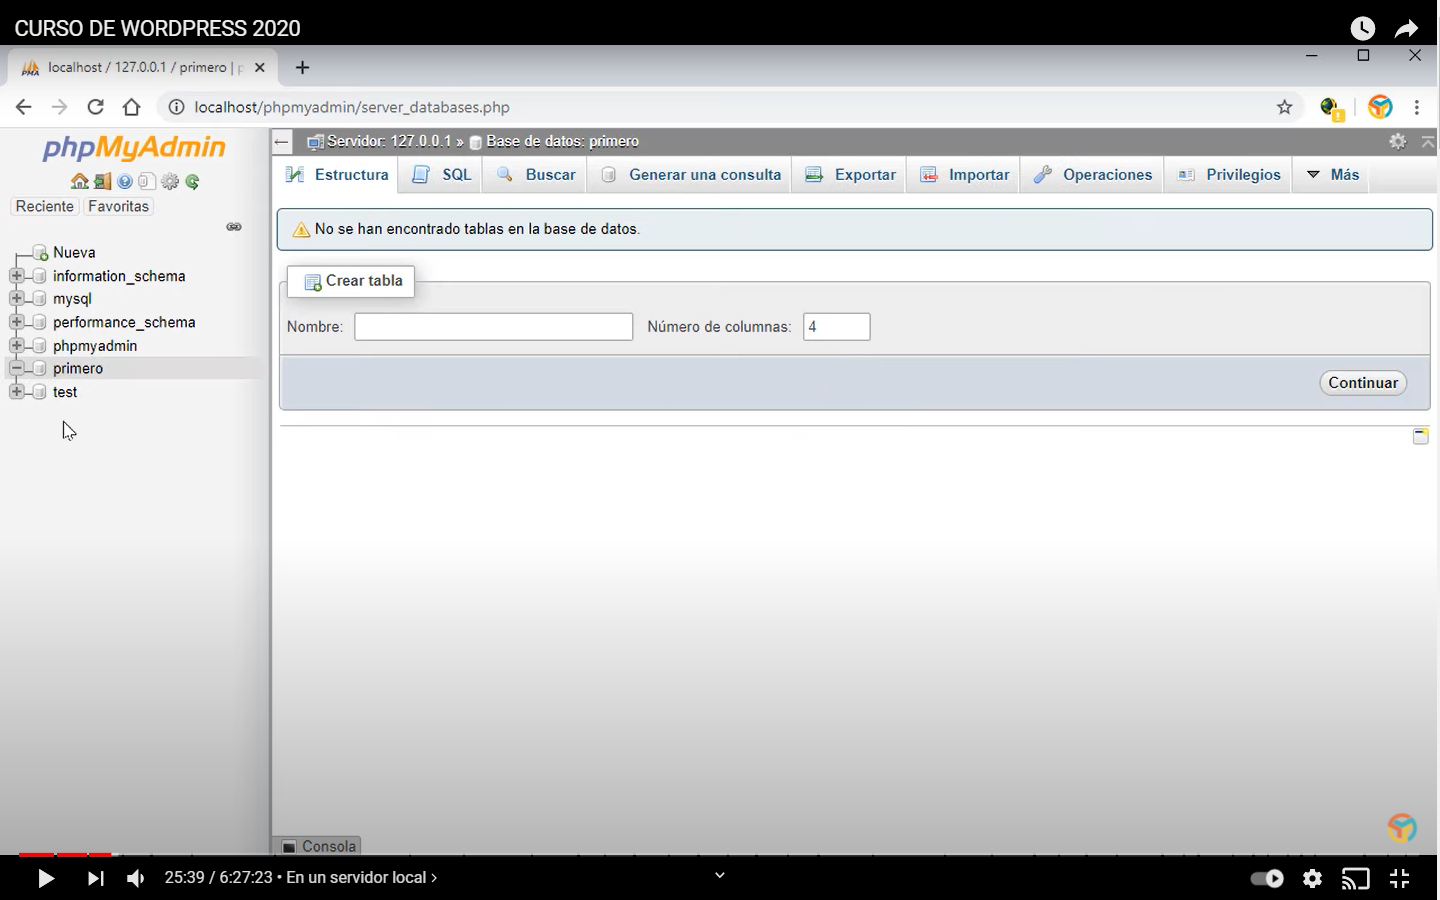 CURSO DE WORDPRESS 2020
localhost / 127.0.0.1 / primero | p
localhost/phpmyadmin/server_databases.php
phpMyAdmin
Reciente Favoritas
Nueva
information_schema
mysql
performance_schema
phpmyadmin
primero
test
Servidor: 127.0.0.1 » Base de datos: primero
Estructura SQL Buscar Generar una consulta Exportar Importar Operaciones Privilegios Más
No se han encontrado tablas en la base de datos.
Crear tabla
Nombre: Número de columnas: 4
Continuar
Consola
25:39 / 6:27:23 • En un servidor local ›